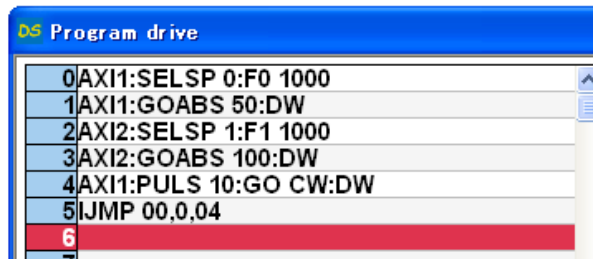 DS Program drive
0 AXI1:SELSP 0:F0 1000
1 AXI1:GOABS 50:DW
2 AXI2:SELSP 1:F1 1000
3 AXI2:GOABS 100:DW
4 AXI1:PULS 10:GO CW:DW
5 IJMP 00,0,04
6